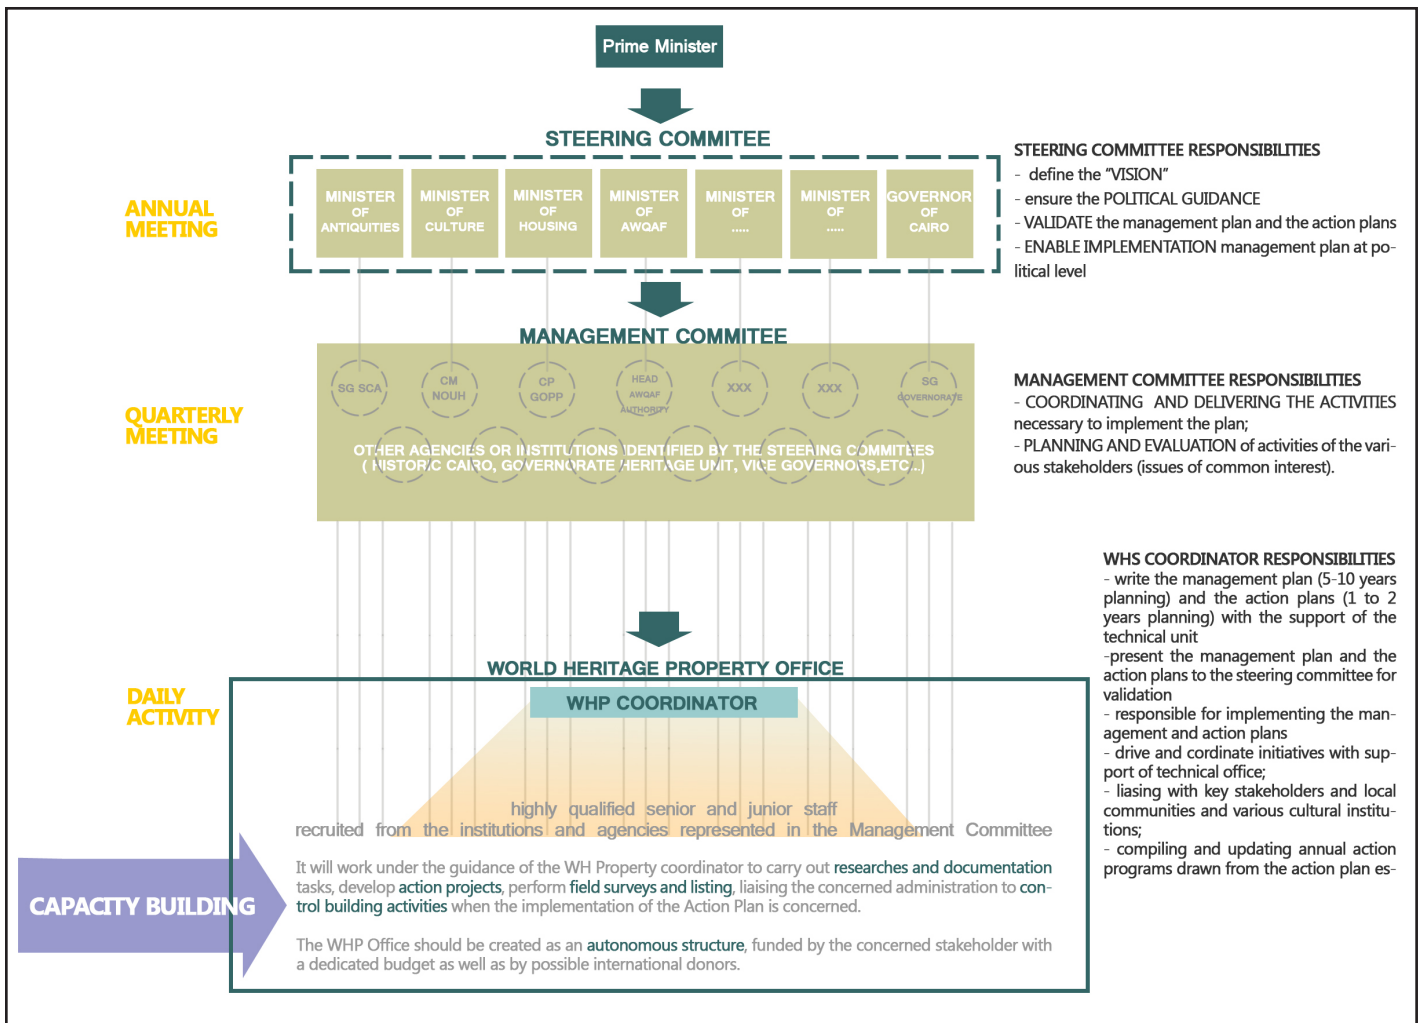 Prime Minister
STEERING COMMITEE
ANNUAL
MEETING
MINISTER
OF
ANTIQUITIES
MINISTER
OF
CULTURE
MINISTER
OF
HOUSING
MINISTER
OF
AWQAF
MINISTER
OF
.....
MINISTER
OF
.....
GOVERNOR
OF
CAIRO
STEERING COMMITTEE RESPONSIBILITIES
- define the “VISION”
- ensure the POLITICAL GUIDANCE
- VALIDATE the management plan and the action plans
- ENABLE IMPLEMENTATION management plan at po-
litical level
MANAGEMENT COMMITEE
QUARTERLY
MEETING
SG SCA
CM
NOUH
CP
GOPP
HEAD
AWQAF
AUTHORITY
XXX
XXX
SG
GOVERNORATE
OTHER AGENCIES OR INSTITUTIONS IDENTIFIED BY THE STEERING COMMITEES
( HISTORIC CAIRO, GOVERNORATE HERITAGE UNIT, VICE GOVERNORS,ETC...)
MANAGEMENT COMMITTEE RESPONSIBILITIES
- COORDINATING AND DELIVERING THE ACTIVITIES
necessary to implement the plan;
- PLANNING AND EVALUATION of activities of the vari-
ous stakeholders (issues of common interest).
WORLD HERITAGE PROPERTY OFFICE
DAILY
ACTIVITY
WHP COORDINATOR
highly qualified senior and junior staff
recruited from the institutions and agencies represented in the Management Committee
It will work under the guidance of the WH Property coordinator to carry out researches and documentation
tasks, develop action projects, perform field surveys and listing, liaising the concerned administration to con-
trol building activities when the implementation of the Action Plan is concerned.
The WHP Office should be created as an autonomous structure, funded by the concerned stakeholder with
a dedicated budget as well as by possible international donors.
CAPACITY BUILDING
WHS COORDINATOR RESPONSIBILITIES
- write the management plan (5-10 years
planning) and the action plans (1 to 2
years planning) with the support of the
technical unit
-present the management plan and the
action plans to the steering committee for
validation
- responsible for implementing the man-
agement and action plans
- drive and cordinate initiatives with sup-
port of technical office;
- liasing with key stakeholders and local
communities and various cultural institu-
tions;
- compiling and updating annual action
programs drawn from the action plan es-